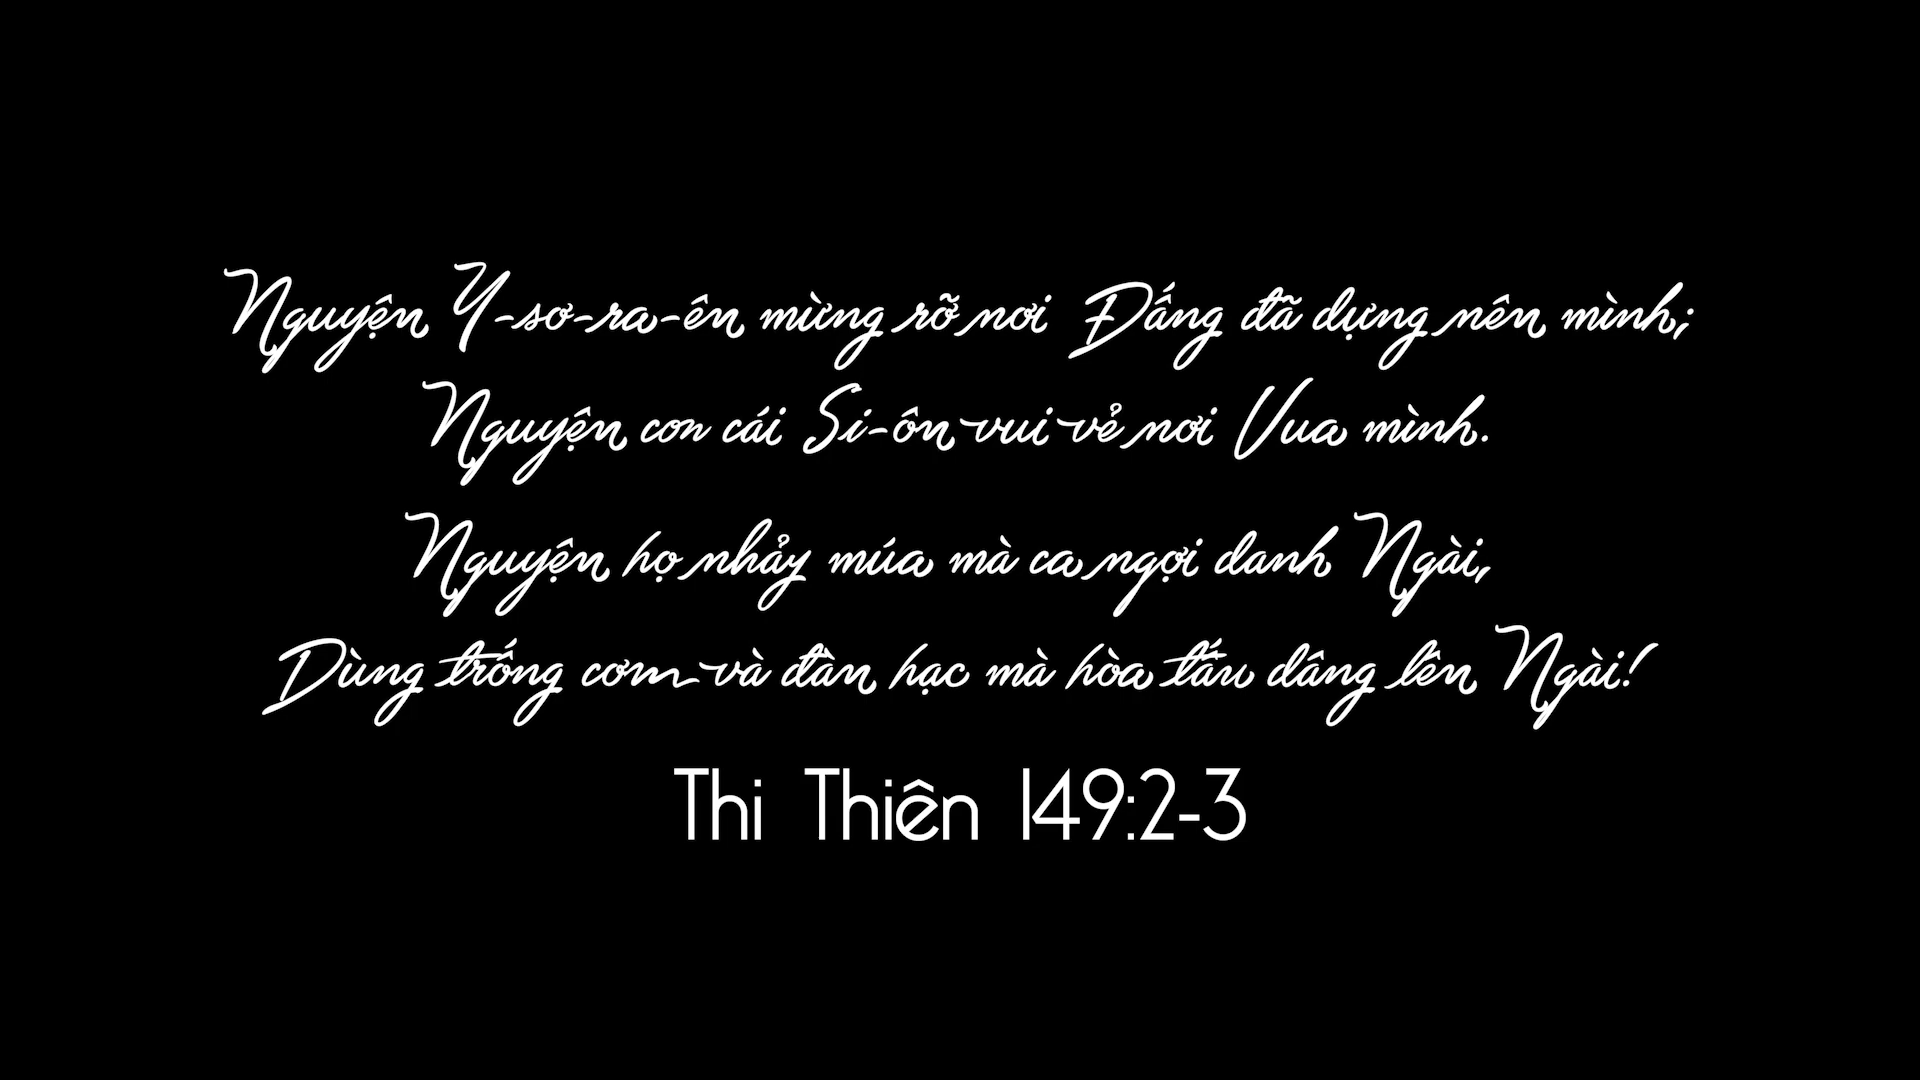 Nguyện Y-sơ-ra-ên mừng rỡ nơi Đấng đã dựng nên mình;
Nguyện con cái Si-ôn vui vẻ nơi Vua mình.
Nguyện họ nhảy múa mà ca ngợi danh Ngài,
Dùng trống cơm và đàn hạc mà hòa tấu dâng lên Ngài!
Thi Thiên 149:2-3